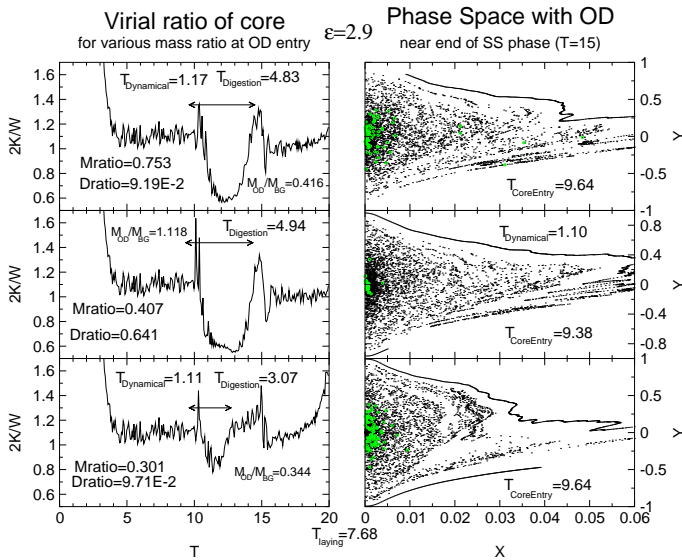 Virial ratio of core
for various mass ratio at OD entry
ε=2.9
Phase Space with OD
near end of SS phase (T=15)
1.6
1.4
1.2
1
0.8
0.6
2K/W
T_Dynamical=1.17
T_Digestion=4.83
Mratio=0.753
Dratio=9.19E-2
M_OD/M_BG=0.416
T_CoreEntry=9.64
1
0.5
0
-0.5
-1
Y
1.6
1.4
1.2
1
0.8
0.6
2K/W
M_OD/M_BG=1.118
T_Digestion=4.94
Mratio=0.407
Dratio=0.641
T_Dynamical=1.10
T_CoreEntry=9.38
0.8
0.4
0
-0.4
-0.8
Y
1.6
1.4
1.2
1
0.8
0.6
2K/W
T_Dynamical=1.11
T_Digestion=3.07
Mratio=0.301
Dratio=9.71E-2
M_OD/M_BG=0.344
T_CoreEntry=9.64
1
0.5
0
-0.5
-1
Y
0 5 10 15 20
T
T_laying=7.68
0 0.01 0.02 0.03 0.04 0.05 0.06
X